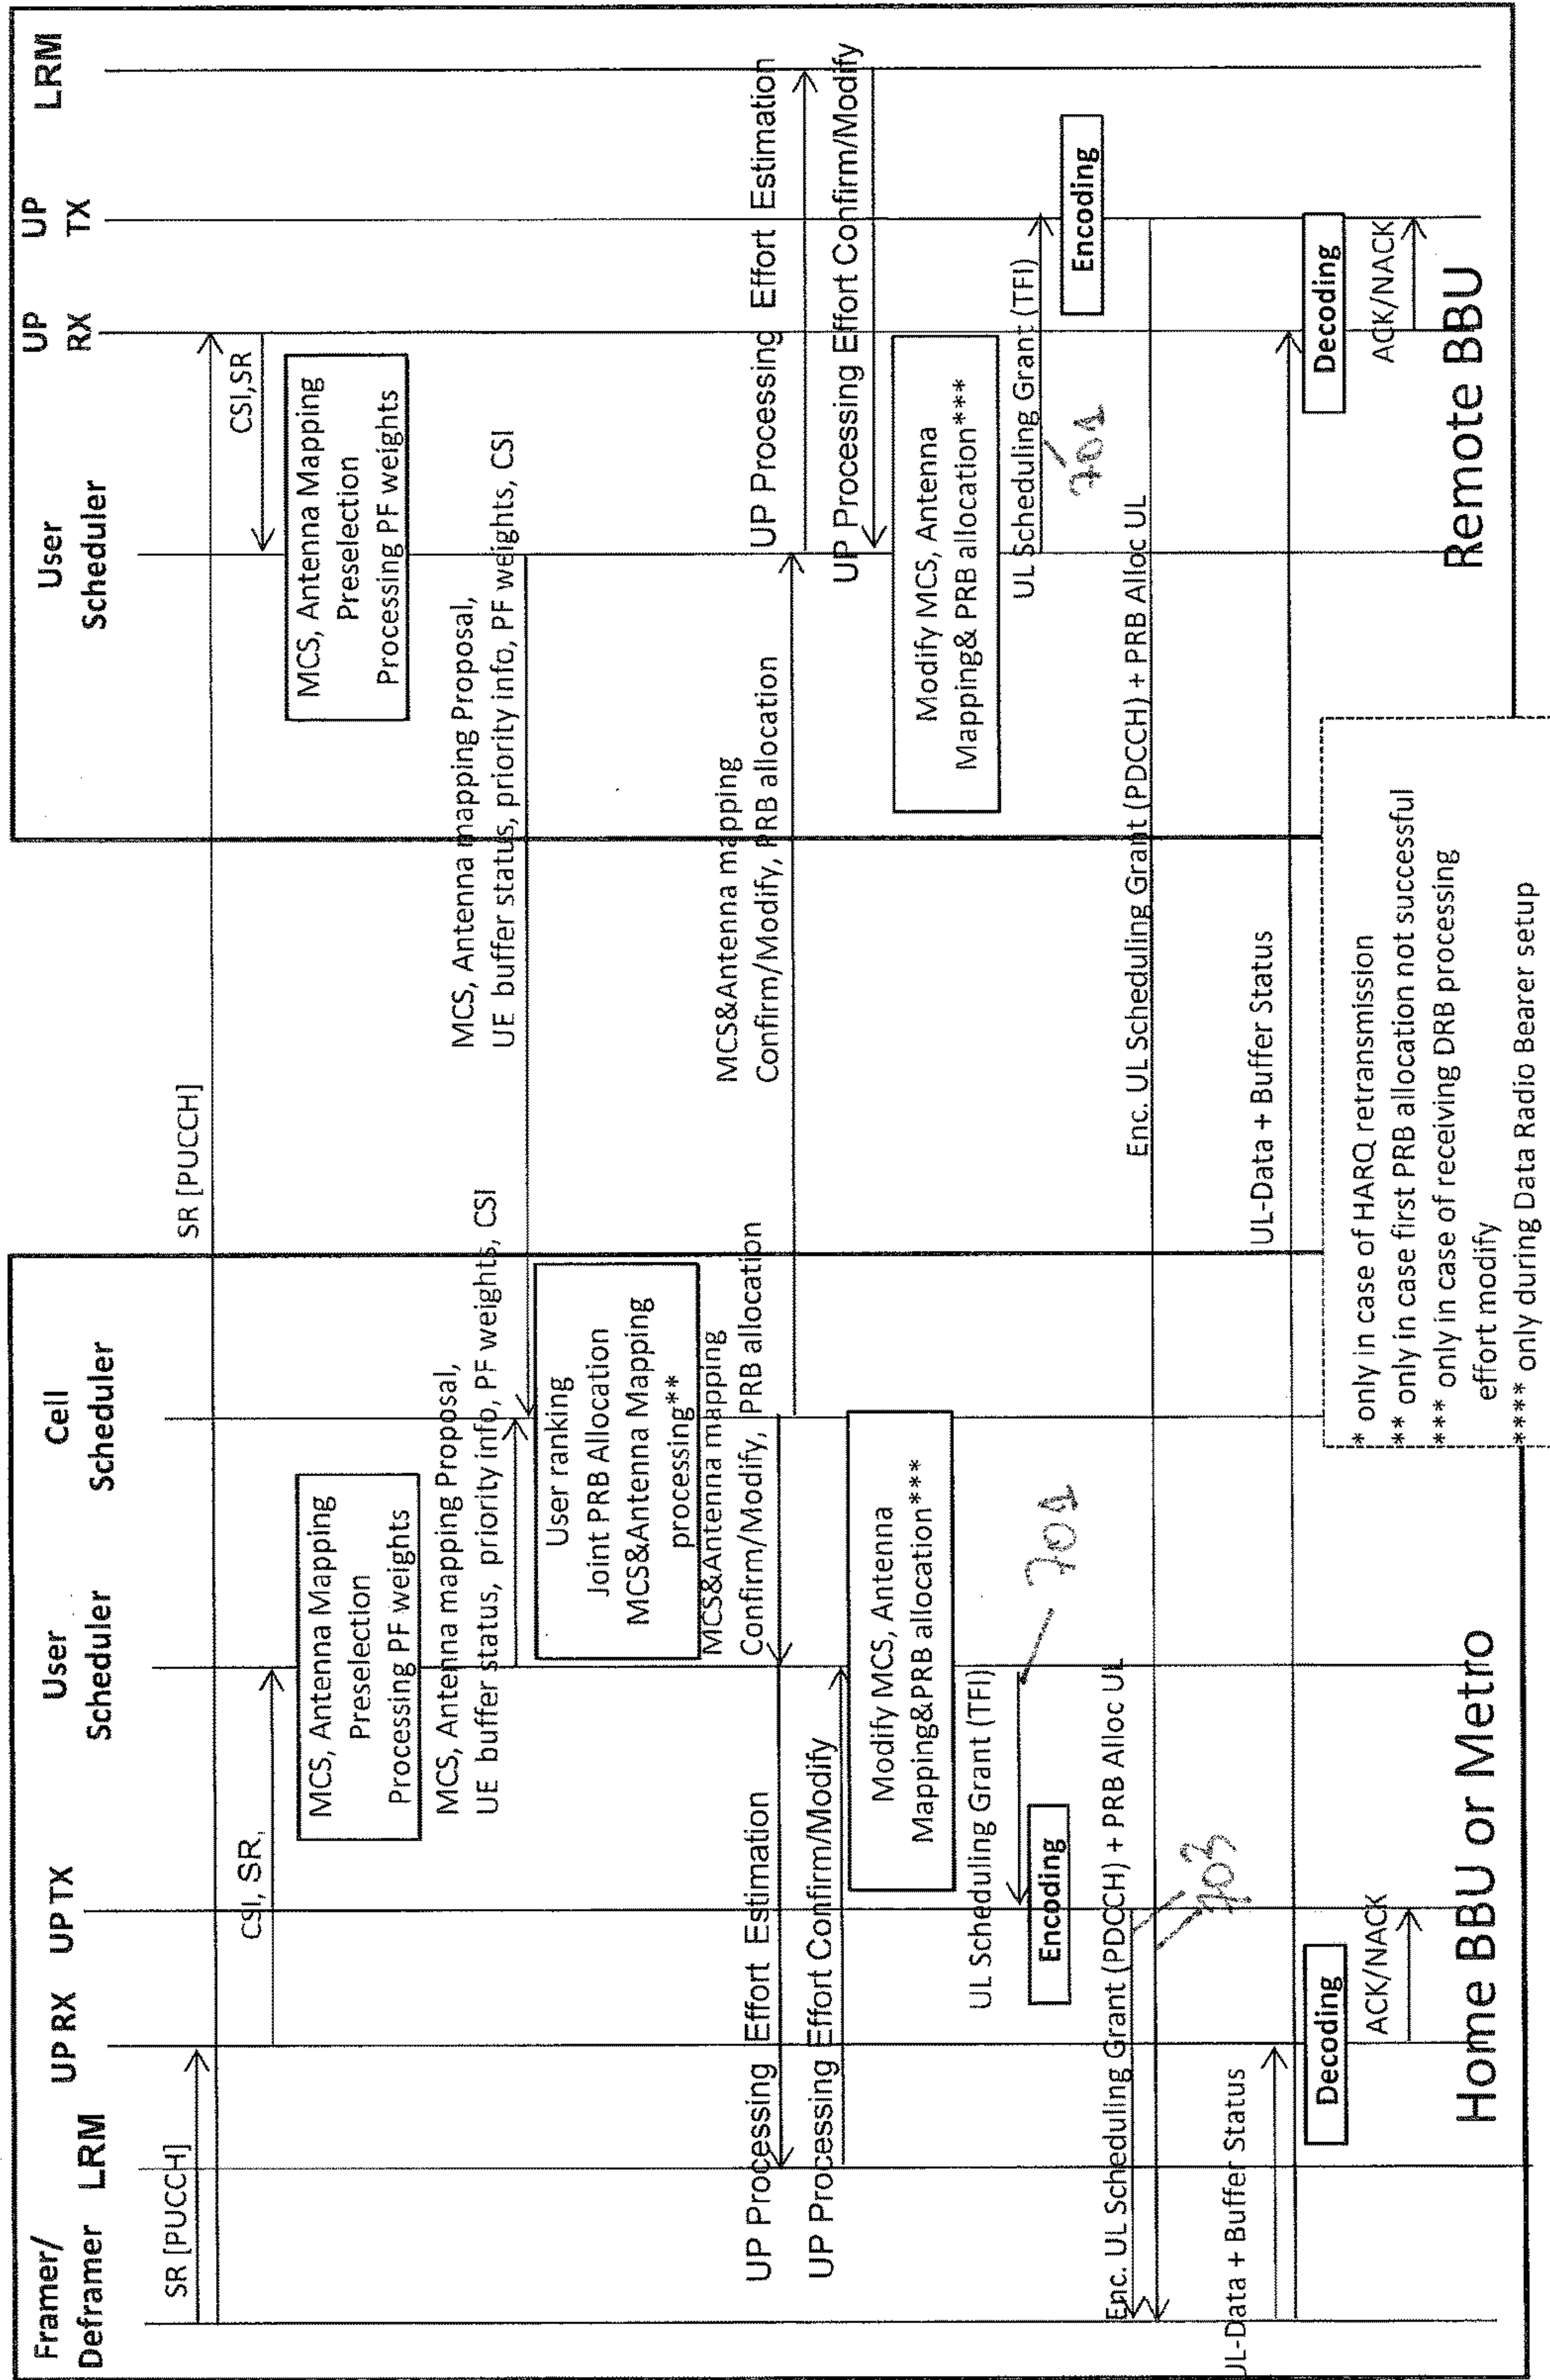 Framer/
Deframer
LRM
UP RX
UP TX
User
Scheduler
Cell
Scheduler
User
Scheduler
UP
RX
UP
TX
LRM
SR [PUCCH]
SR [PUCCH]
CSI, SR,
CSI,SR
MCS, Antenna Mapping
Preselection
Processing PF weights
MCS, Antenna Mapping
Preselection
Processing PF weights
MCS, Antenna mapping Proposal,
UE buffer status, priority info, PF weights, CSI
MCS, Antenna mapping Proposal,
UE buffer status, priority info, PF weights, CSI
User ranking
Joint PRB Allocation
MCS&Antenna Mapping
processing**
MCS&Antenna mapping
Confirm/Modify, PRB allocation
MCS&Antenna mapping
Confirm/Modify, PRB allocation
UP Processing Effort Estimation
UP Processing Effort Confirm/Modify
UP Processing Effort Estimation
UP Processing Effort Confirm/Modify
Modify MCS, Antenna
Mapping&PRB allocation***
Modify MCS, Antenna
Mapping& PRB allocation***
UL Scheduling Grant (TFI)
701
UL Scheduling Grant (TFI)
701
Encoding
Encoding
Enc. UL Scheduling Grant (PDCCH) + PRB Alloc UL
703
Enc. UL Scheduling Grant (PDCCH) + PRB Alloc UL
UL-Data + Buffer Status
UL-Data + Buffer Status
Decoding
Decoding
ACK/NACK
ACK/NACK
Home BBU or Metro
Remote BBU
* only in case of HARQ retransmission
** only in case first PRB allocation not successful
*** only in case of receiving DRB processing
effort modify
**** only during Data Radio Bearer setup